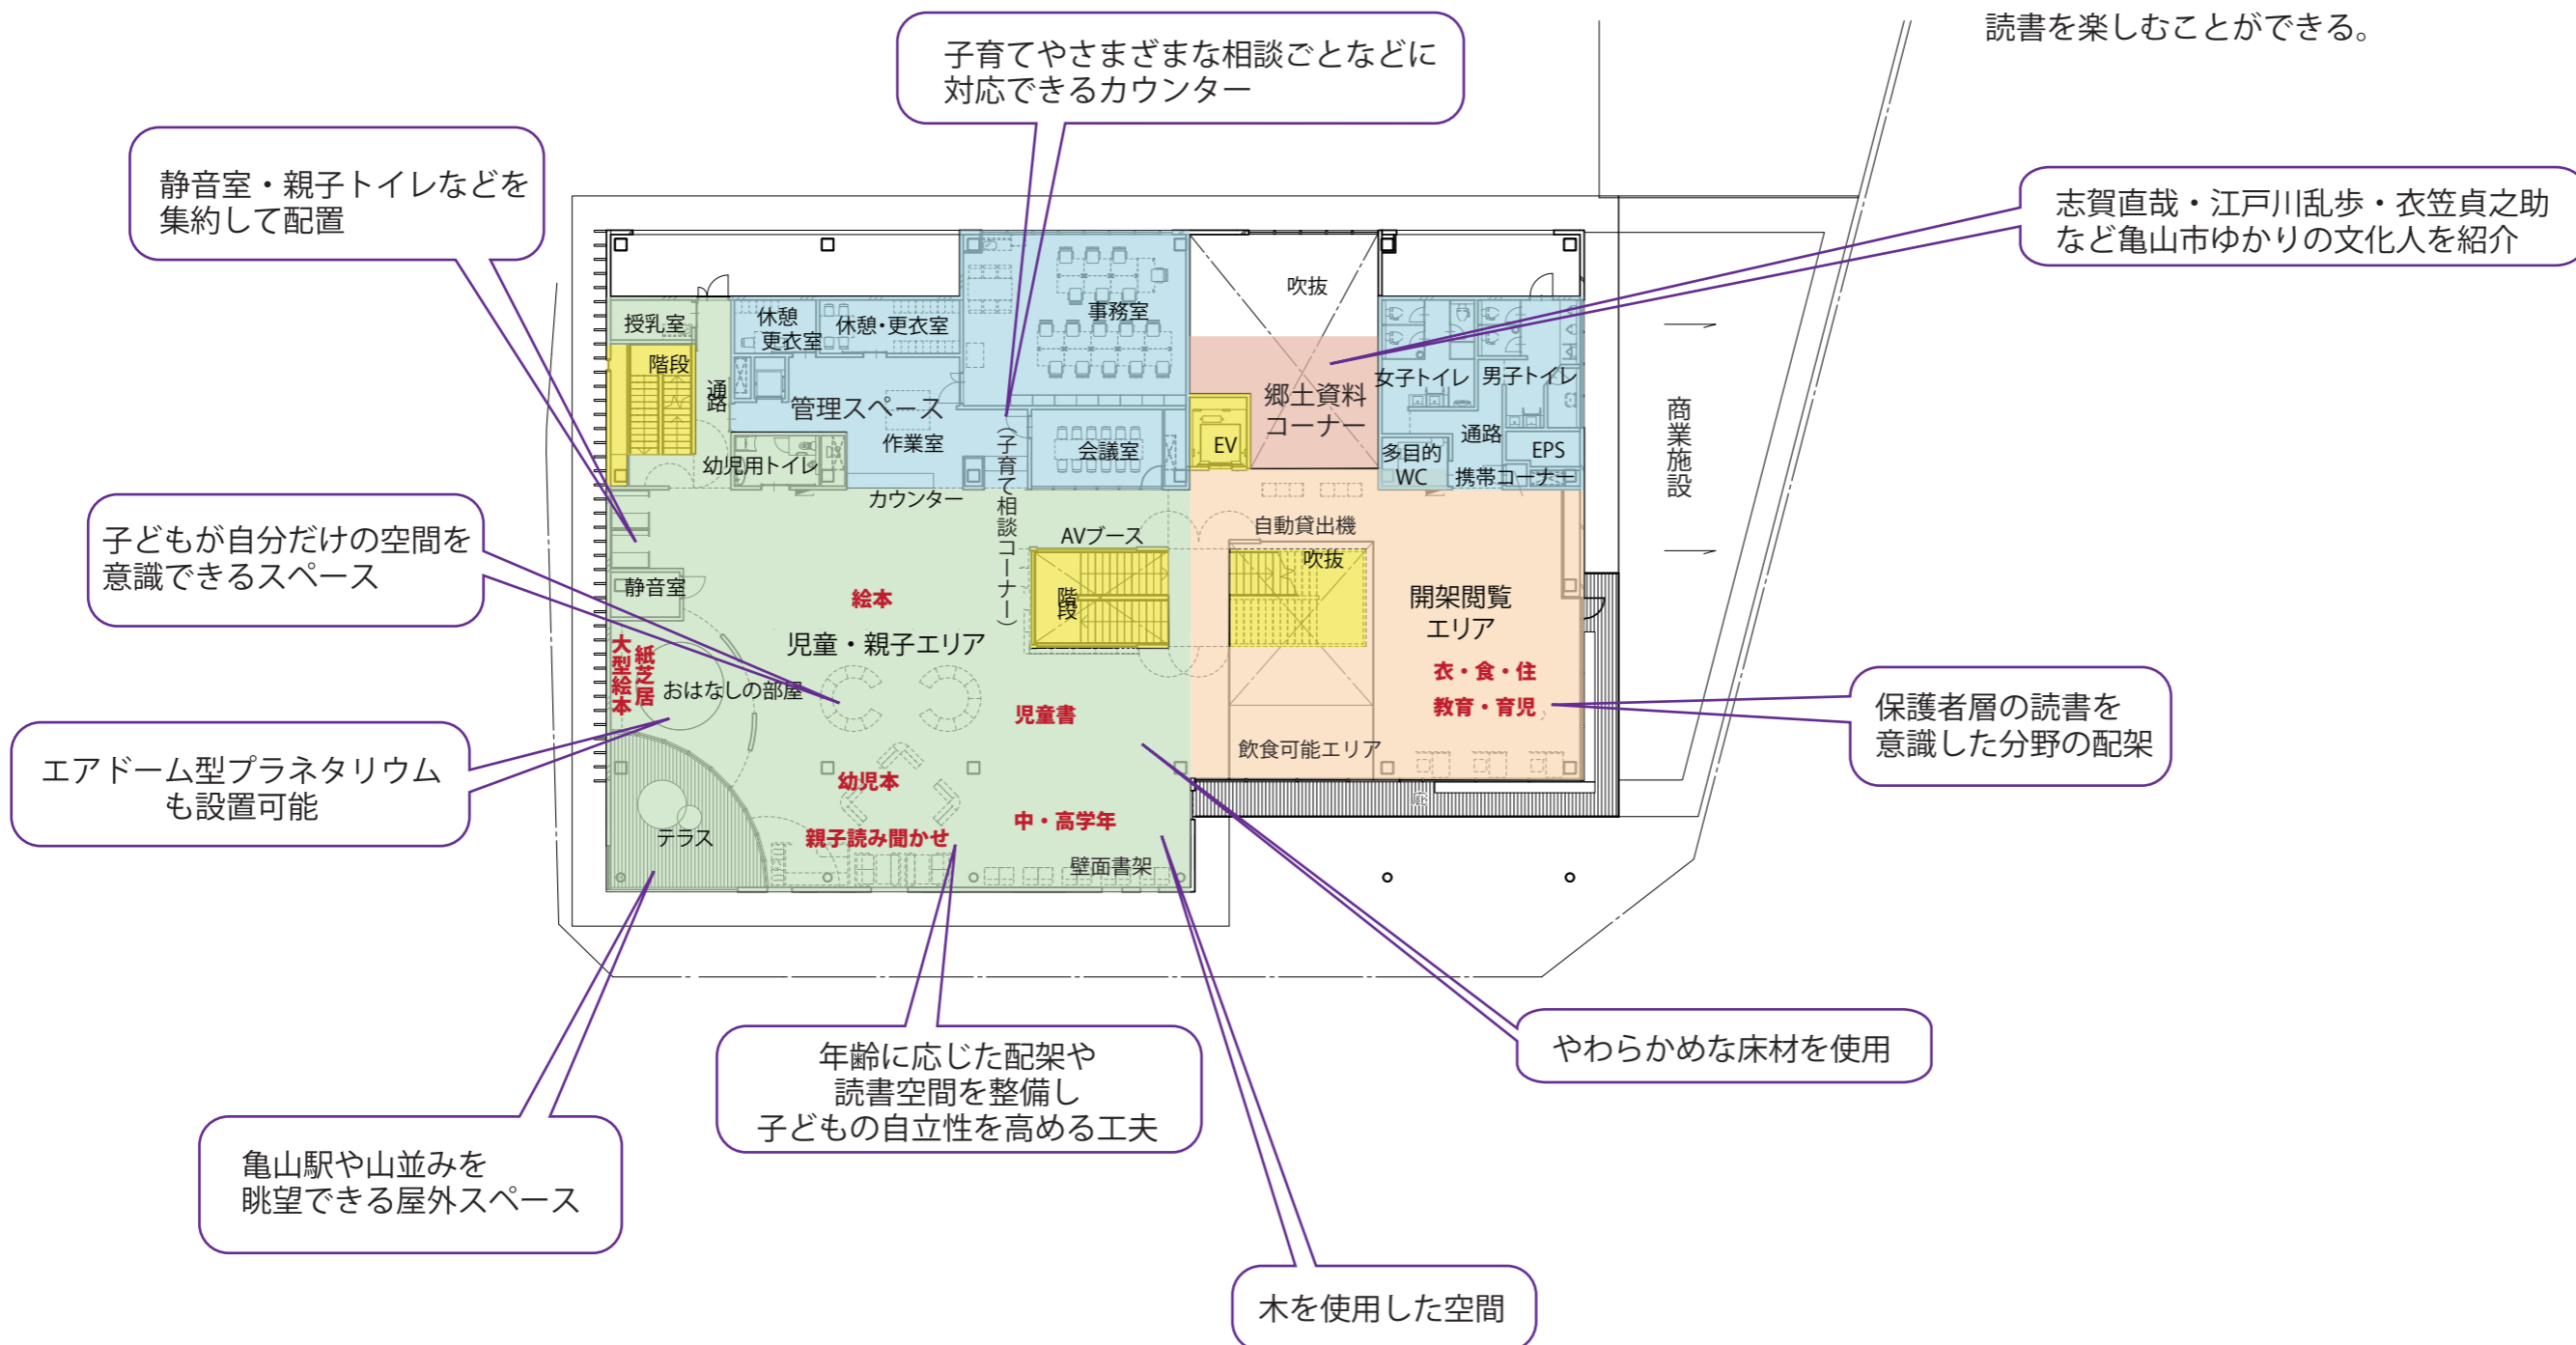 読書を楽しむことができる。
子育てやさまざまな相談ごとなどに
対応できるカウンター
静音室・親子トイレなどを
集約して配置
志賀直哉・江戸川乱歩・衣笠貞之助
など亀山市ゆかりの文化人を紹介
吹抜
授乳室
休憩
更衣室
休憩・更衣室
事務室
階段
通路
管理スペース
作業室
幼児用トイレ
カウンター
(子育て相談コーナー)
会議室
EV
郷土資料
コーナー
女子トイレ
男子トイレ
通路
多目的
WC
EPS
携帯コーナー
商業施設
子どもが自分だけの空間を
意識できるスペース
AVブース
自動貸出機
吹抜
静音室
絵本
階段
開架閲覧
エリア
児童・親子エリア
大型絵本
紙芝居
おはなしの部屋
衣・食・住
教育・育児
児童書
保護者層の読書を
意識した分野の配架
飲食可能エリア
エアドーム型プラネタリウム
も設置可能
幼児本
中・高学年
テラス
親子読み聞かせ
壁面書架
庇
年齢に応じた配架や
読書空間を整備し
子どもの自立性を高める工夫
やわらかめな床材を使用
亀山駅や山並みを
眺望できる屋外スペース
木を使用した空間